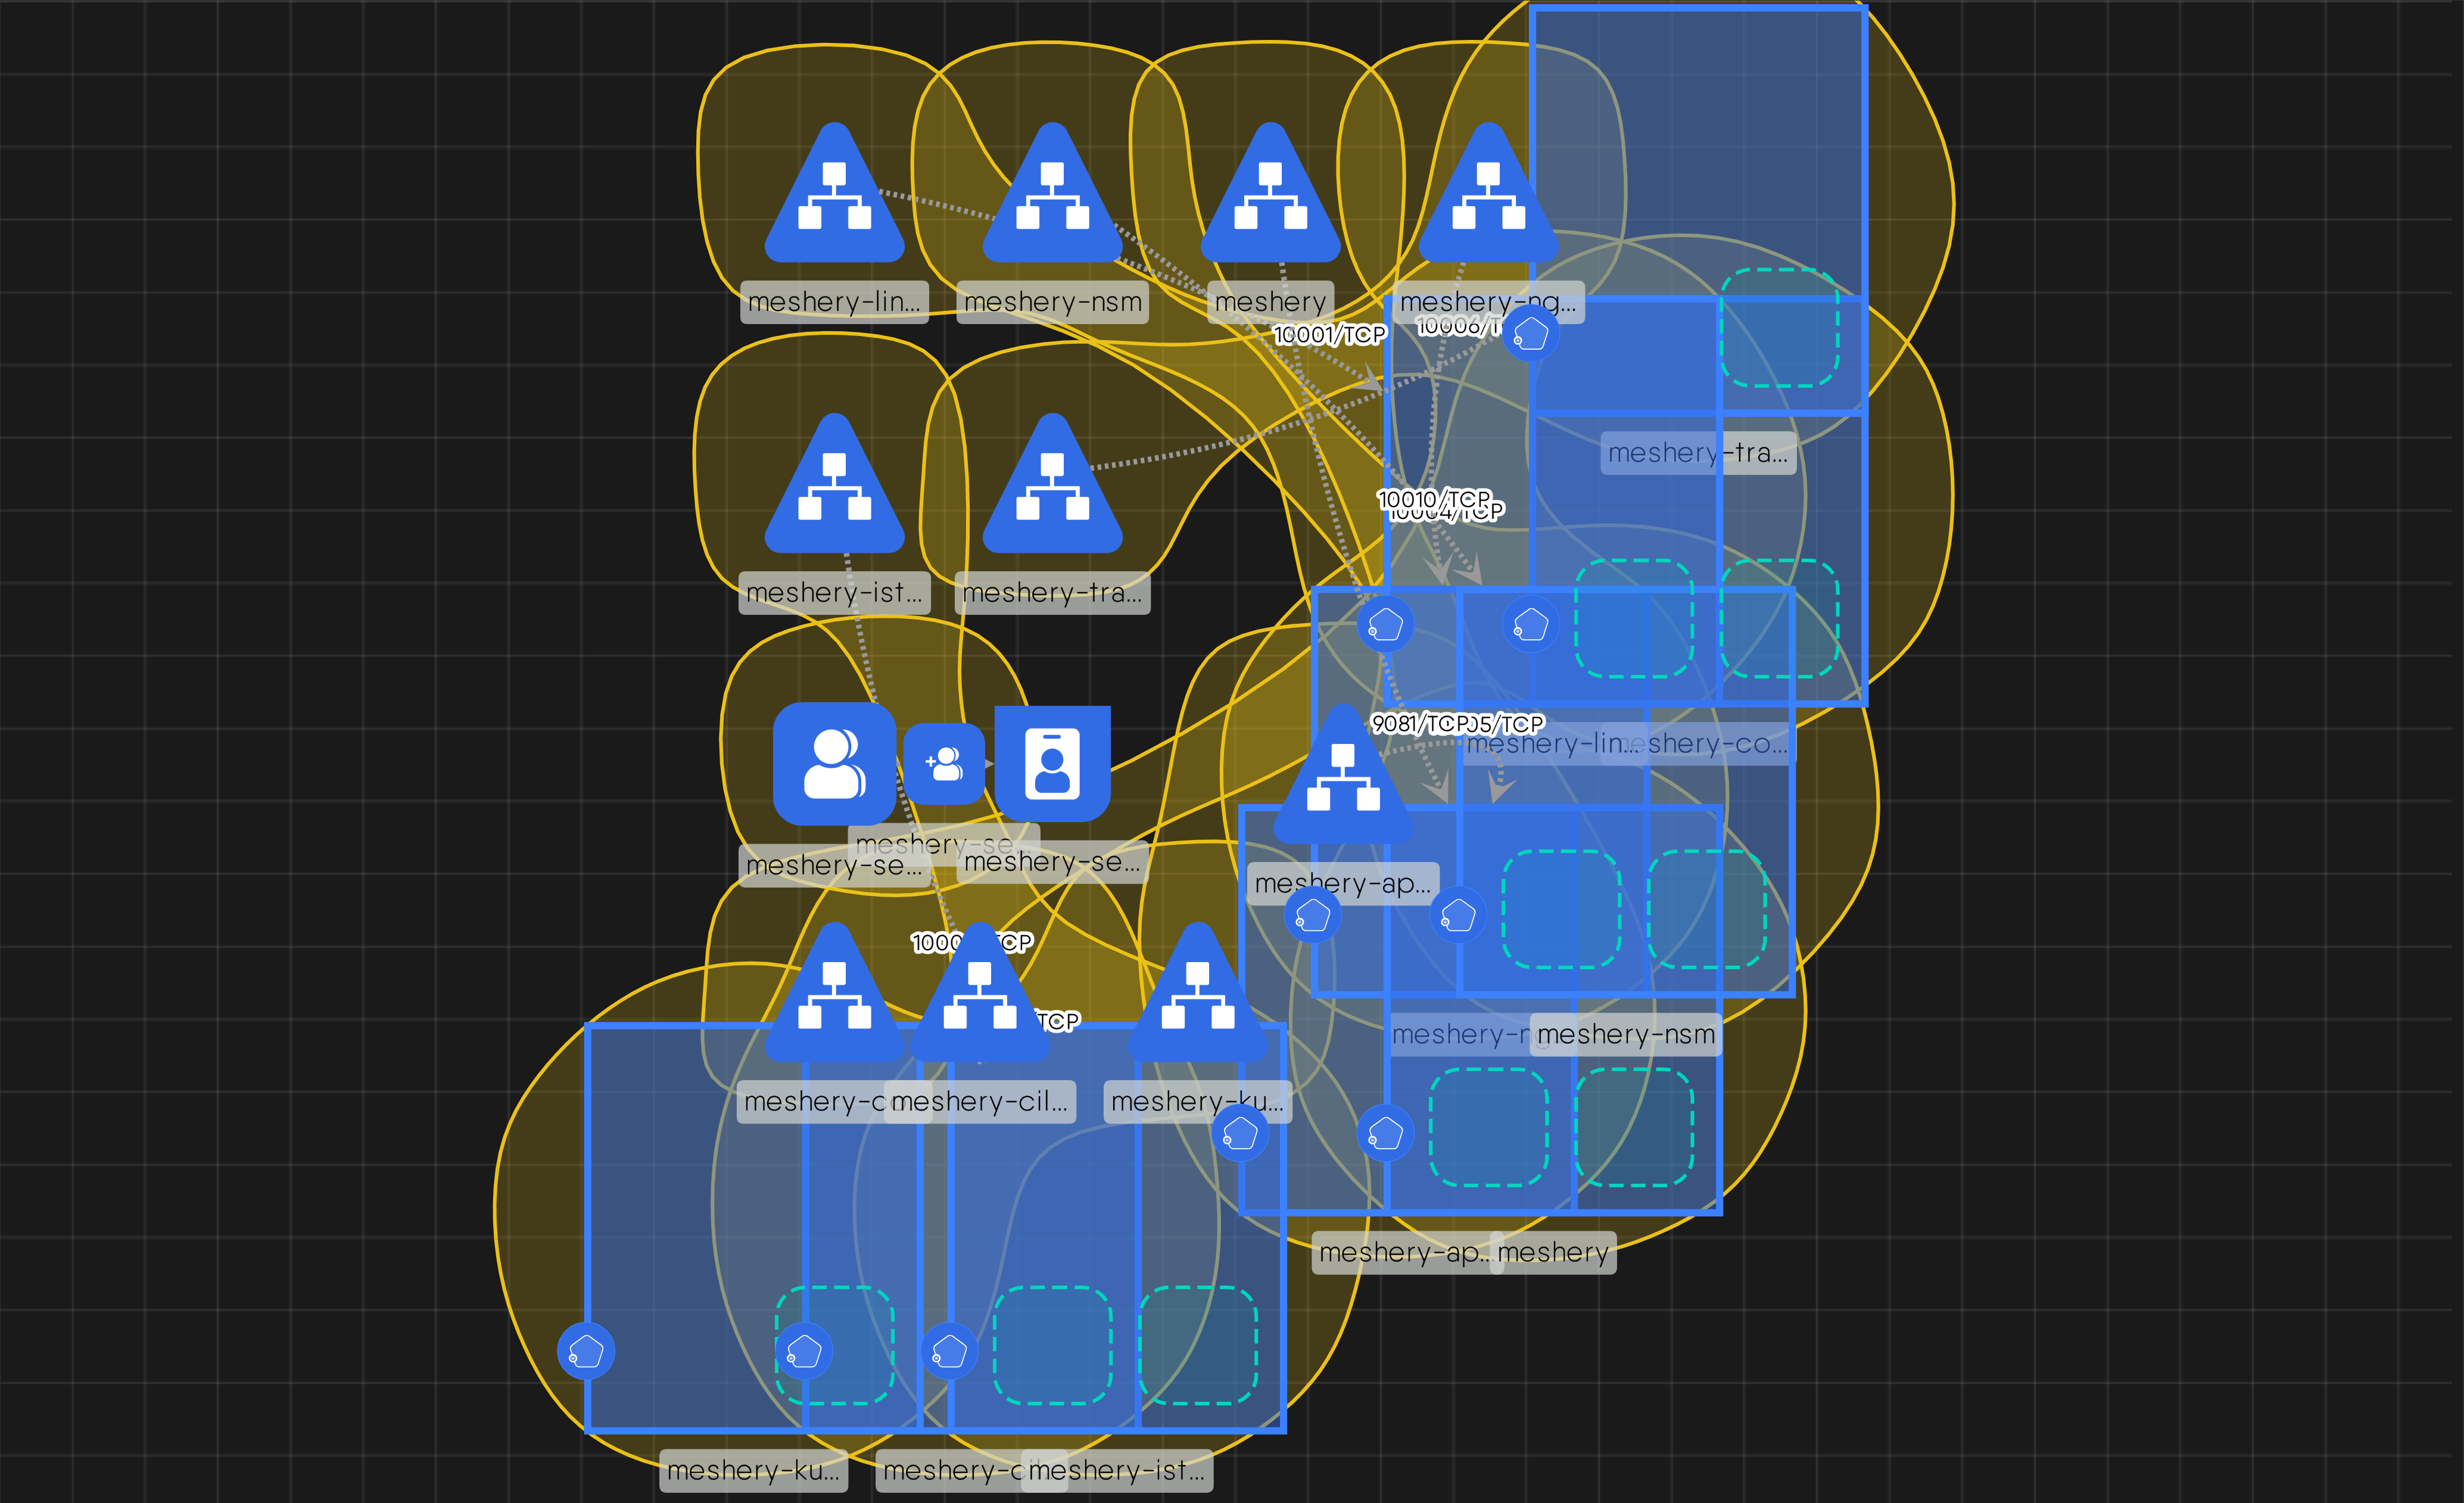 meshery-lin...
meshery-nsm
meshery
meshery-ng...
10001/TCP
10006/T
meshery-tra...
10010/TCP
10004/TCP
meshery-ist...
meshery-tra...
9081/TCP
05/TCP
meshery-lin...
meshery-co...
meshery-se...
meshery-se...
meshery-se...
meshery-ap...
1000
TCP
TCP
meshery-ng
meshery-nsm
meshery-c
meshery-cil...
meshery-ku...
meshery-ap...
meshery
meshery-ku...
meshery-cil
meshery-ist...